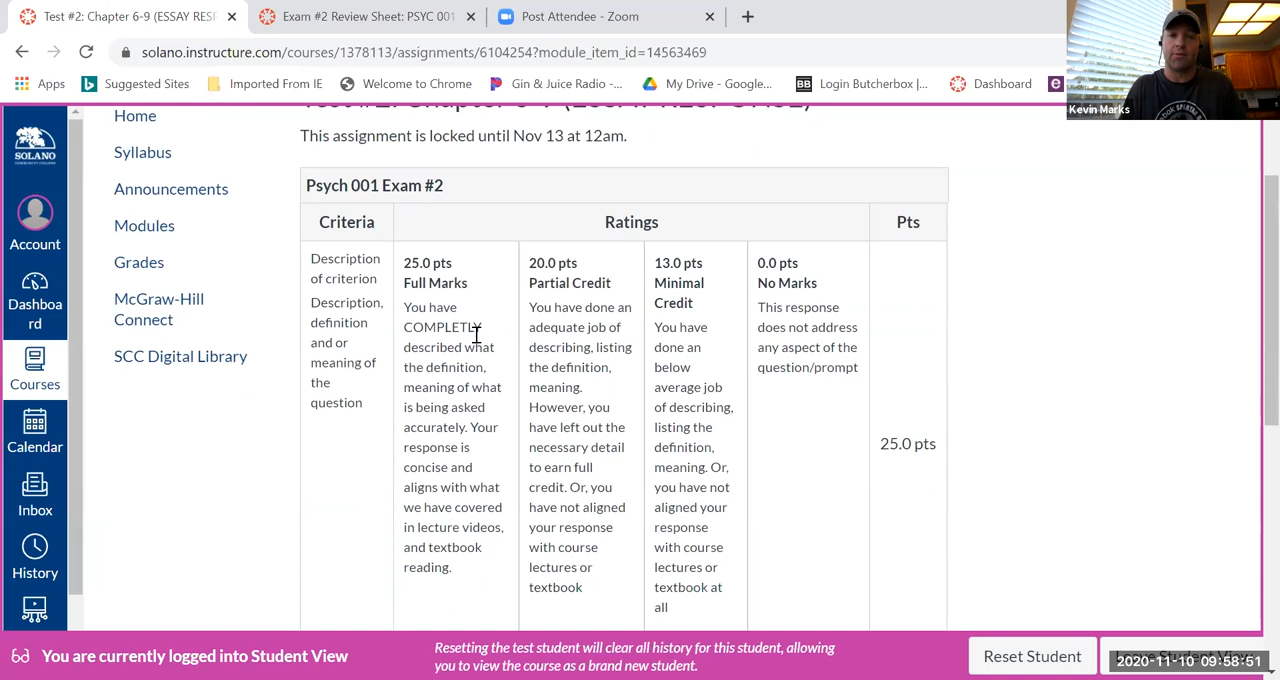 Test #2: Chapter 6-9 (ESSAY RESP
Exam #2 Review Sheet: PSYC 001
Post Attendee - Zoom
solano.instructure.com/courses/1378113/assignments/6104254?module_item_id=14563469
Apps
Suggested Sites
Imported From IE
Gin & Juice Radio -...
My Drive - Google...
BB
Login Butcherbox |...
Dashboard
Kevin Marks
SOLANO
COMMUNITY COLLEGE
Account
Dashboa
rd
Courses
Calendar
Inbox
History
Home
Syllabus
Announcements
Modules
Grades
McGraw-Hill
Connect
SCC Digital Library
This assignment is locked until Nov 13 at 12am.
Psych 001 Exam #2
Criteria
Ratings
Pts
Description
of criterion
Description,
definition
and or
meaning of
the
question
25.0 pts
Full Marks
You have
COMPLETLY
described what
the definition,
meaning of what
is being asked
accurately. Your
response is
concise and
aligns with what
we have covered
in lecture videos,
and textbook
reading.
20.0 pts
Partial Credit
You have done an
adequate job of
describing, listing
the definition,
meaning.
However, you
have left out the
necessary detail
to earn full
credit. Or, you
have not aligned
your response
with course
lectures or
textbook
13.0 pts
Minimal
Credit
You have
done an
below
average job
of describing,
listing the
definition,
meaning. Or,
you have not
aligned your
response
with course
lectures or
textbook at
all
0.0 pts
No Marks
This response
does not address
any aspect of the
question/prompt
25.0 pts
You are currently logged into Student View
Resetting the test student will clear all history for this student, allowing
you to view the course as a brand new student.
Reset Student
2020-11-10 09:58:51